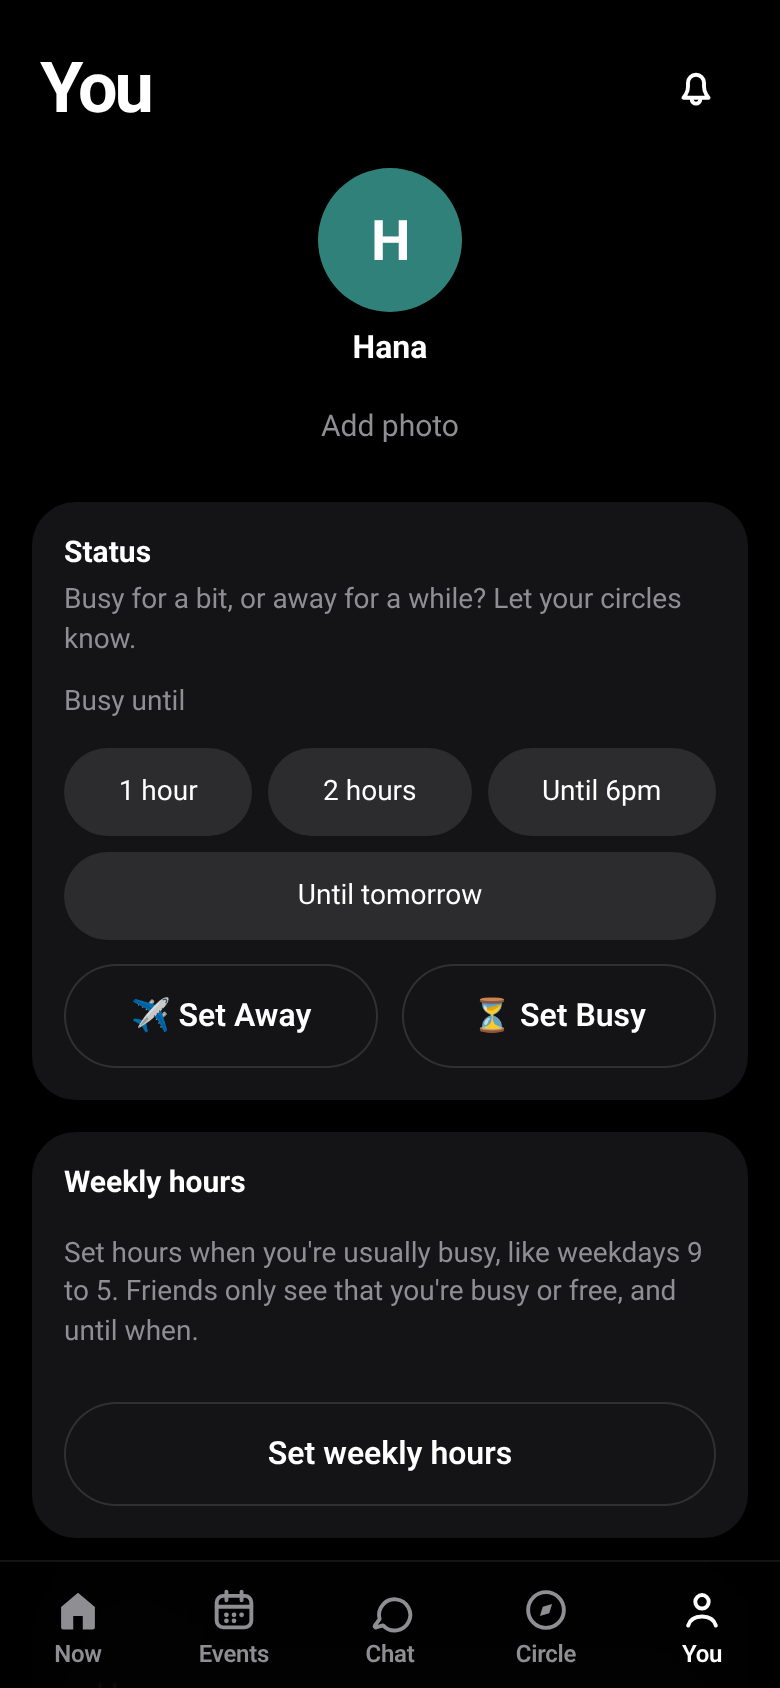 You
H
Hana
Add photo
Status
Busy for a bit, or away for a while? Let your circles
know.
Busy until
1 hour
2 hours
Until 6pm
Until tomorrow
✈️ Set Away
⏳ Set Busy
Weekly hours
Set hours when you're usually busy, like weekdays 9
to 5. Friends only see that you're busy or free, and
until when.
Set weekly hours
Now
Events
Chat
Circle
You